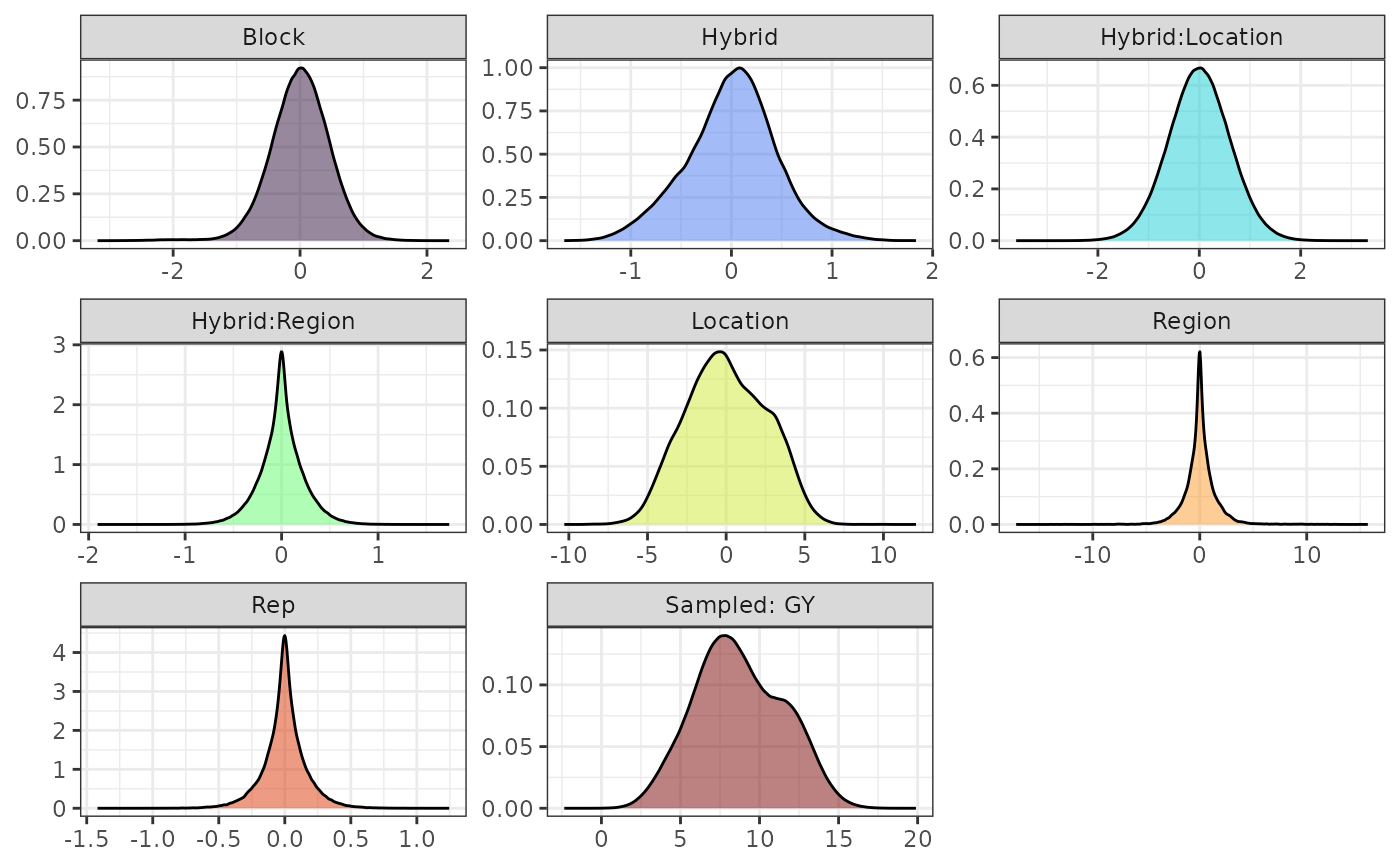 Block
0.75
0.50
0.25
0.00
-2 0 2
Hybrid
1.00
0.75
0.50
0.25
0.00
-1 0 1 2
Hybrid:Location
0.6
0.4
0.2
0.0
-2 0 2
Hybrid:Region
3
2
1
0
-2 -1 0 1
Location
0.15
0.10
0.05
0.00
-10 -5 0 5 10
Region
0.6
0.4
0.2
0.0
-10 0 10
Rep
4
3
2
1
0
-1.5 -1.0 -0.5 0.0 0.5 1.0
Sampled: GY
0.10
0.05
0.00
0 5 10 15 20